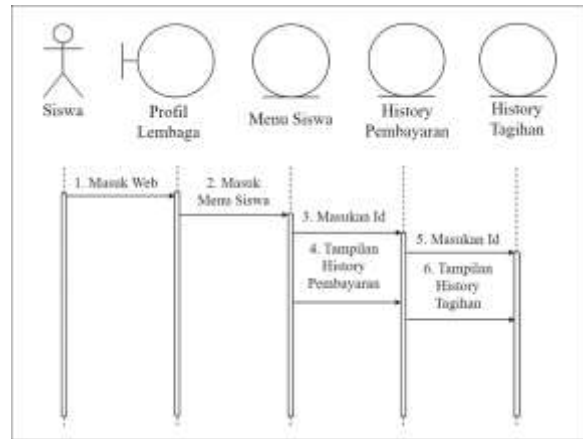 Siswa
Profil
Lembaga
Menu Siswa
History
Pembayaran
History
Tagihan
1. Masuk Web
2. Masuk
Menu Siswa
3. Masukan Id
4. Tampilan
History
Pembayaran
5. Masukan Id
6. Tampilan
History
Tagihan